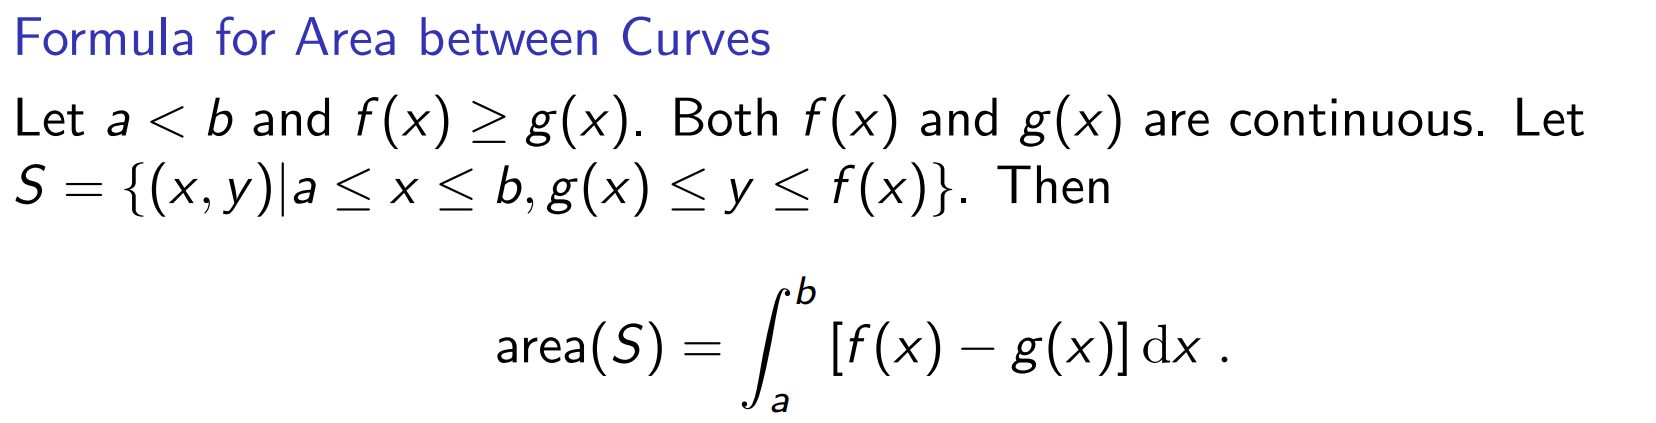 Formula for Area between Curves
Let a < b and f(x) ≥ g(x). Both f(x) and g(x) are continuous. Let
S = {(x, y)|a ≤ x ≤ b, g(x) ≤ y ≤ f(x)}. Then
area(S) = ∫_a^b [f(x) − g(x)] dx .